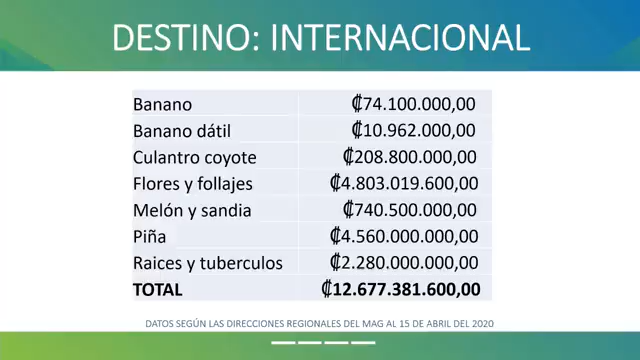 DESTINO: INTERNACIONAL
Banano ₡74.100.000,00
Banano dátil ₡10.962.000,00
Culantro coyote ₡208.800.000,00
Flores y follajes ₡4.803.019.600,00
Melón y sandia ₡740.500.000,00
Piña ₡4.560.000.000,00
Raices y tuberculos ₡2.280.000.000,00
TOTAL ₡12.677.381.600,00
DATOS SEGÚN LAS DIRECCIONES REGIONALES DEL MAG AL 15 DE ABRIL DEL 2020